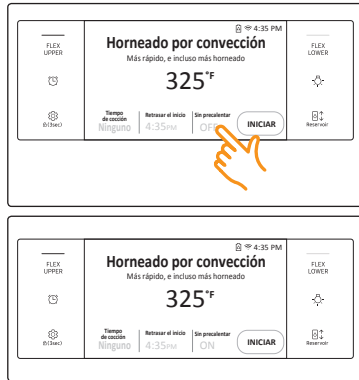 4:35 PM
FLEX
UPPER
Horneado por convección
FLEX
LOWER
Más rápido, e incluso más horneado
325°F
Tiempo
de cocción
Ninguno
Retrasar el inicio
4:35PM
Sin precalentar
OFF
INICIAR
(3sec)
Reservoir
4:35 PM
FLEX
UPPER
Horneado por convección
FLEX
LOWER
Más rápido, e incluso más horneado
325°F
Tiempo
de cocción
Ninguno
Retrasar el inicio
4:35PM
Sin precalentar
ON
INICIAR
(3sec)
Reservoir